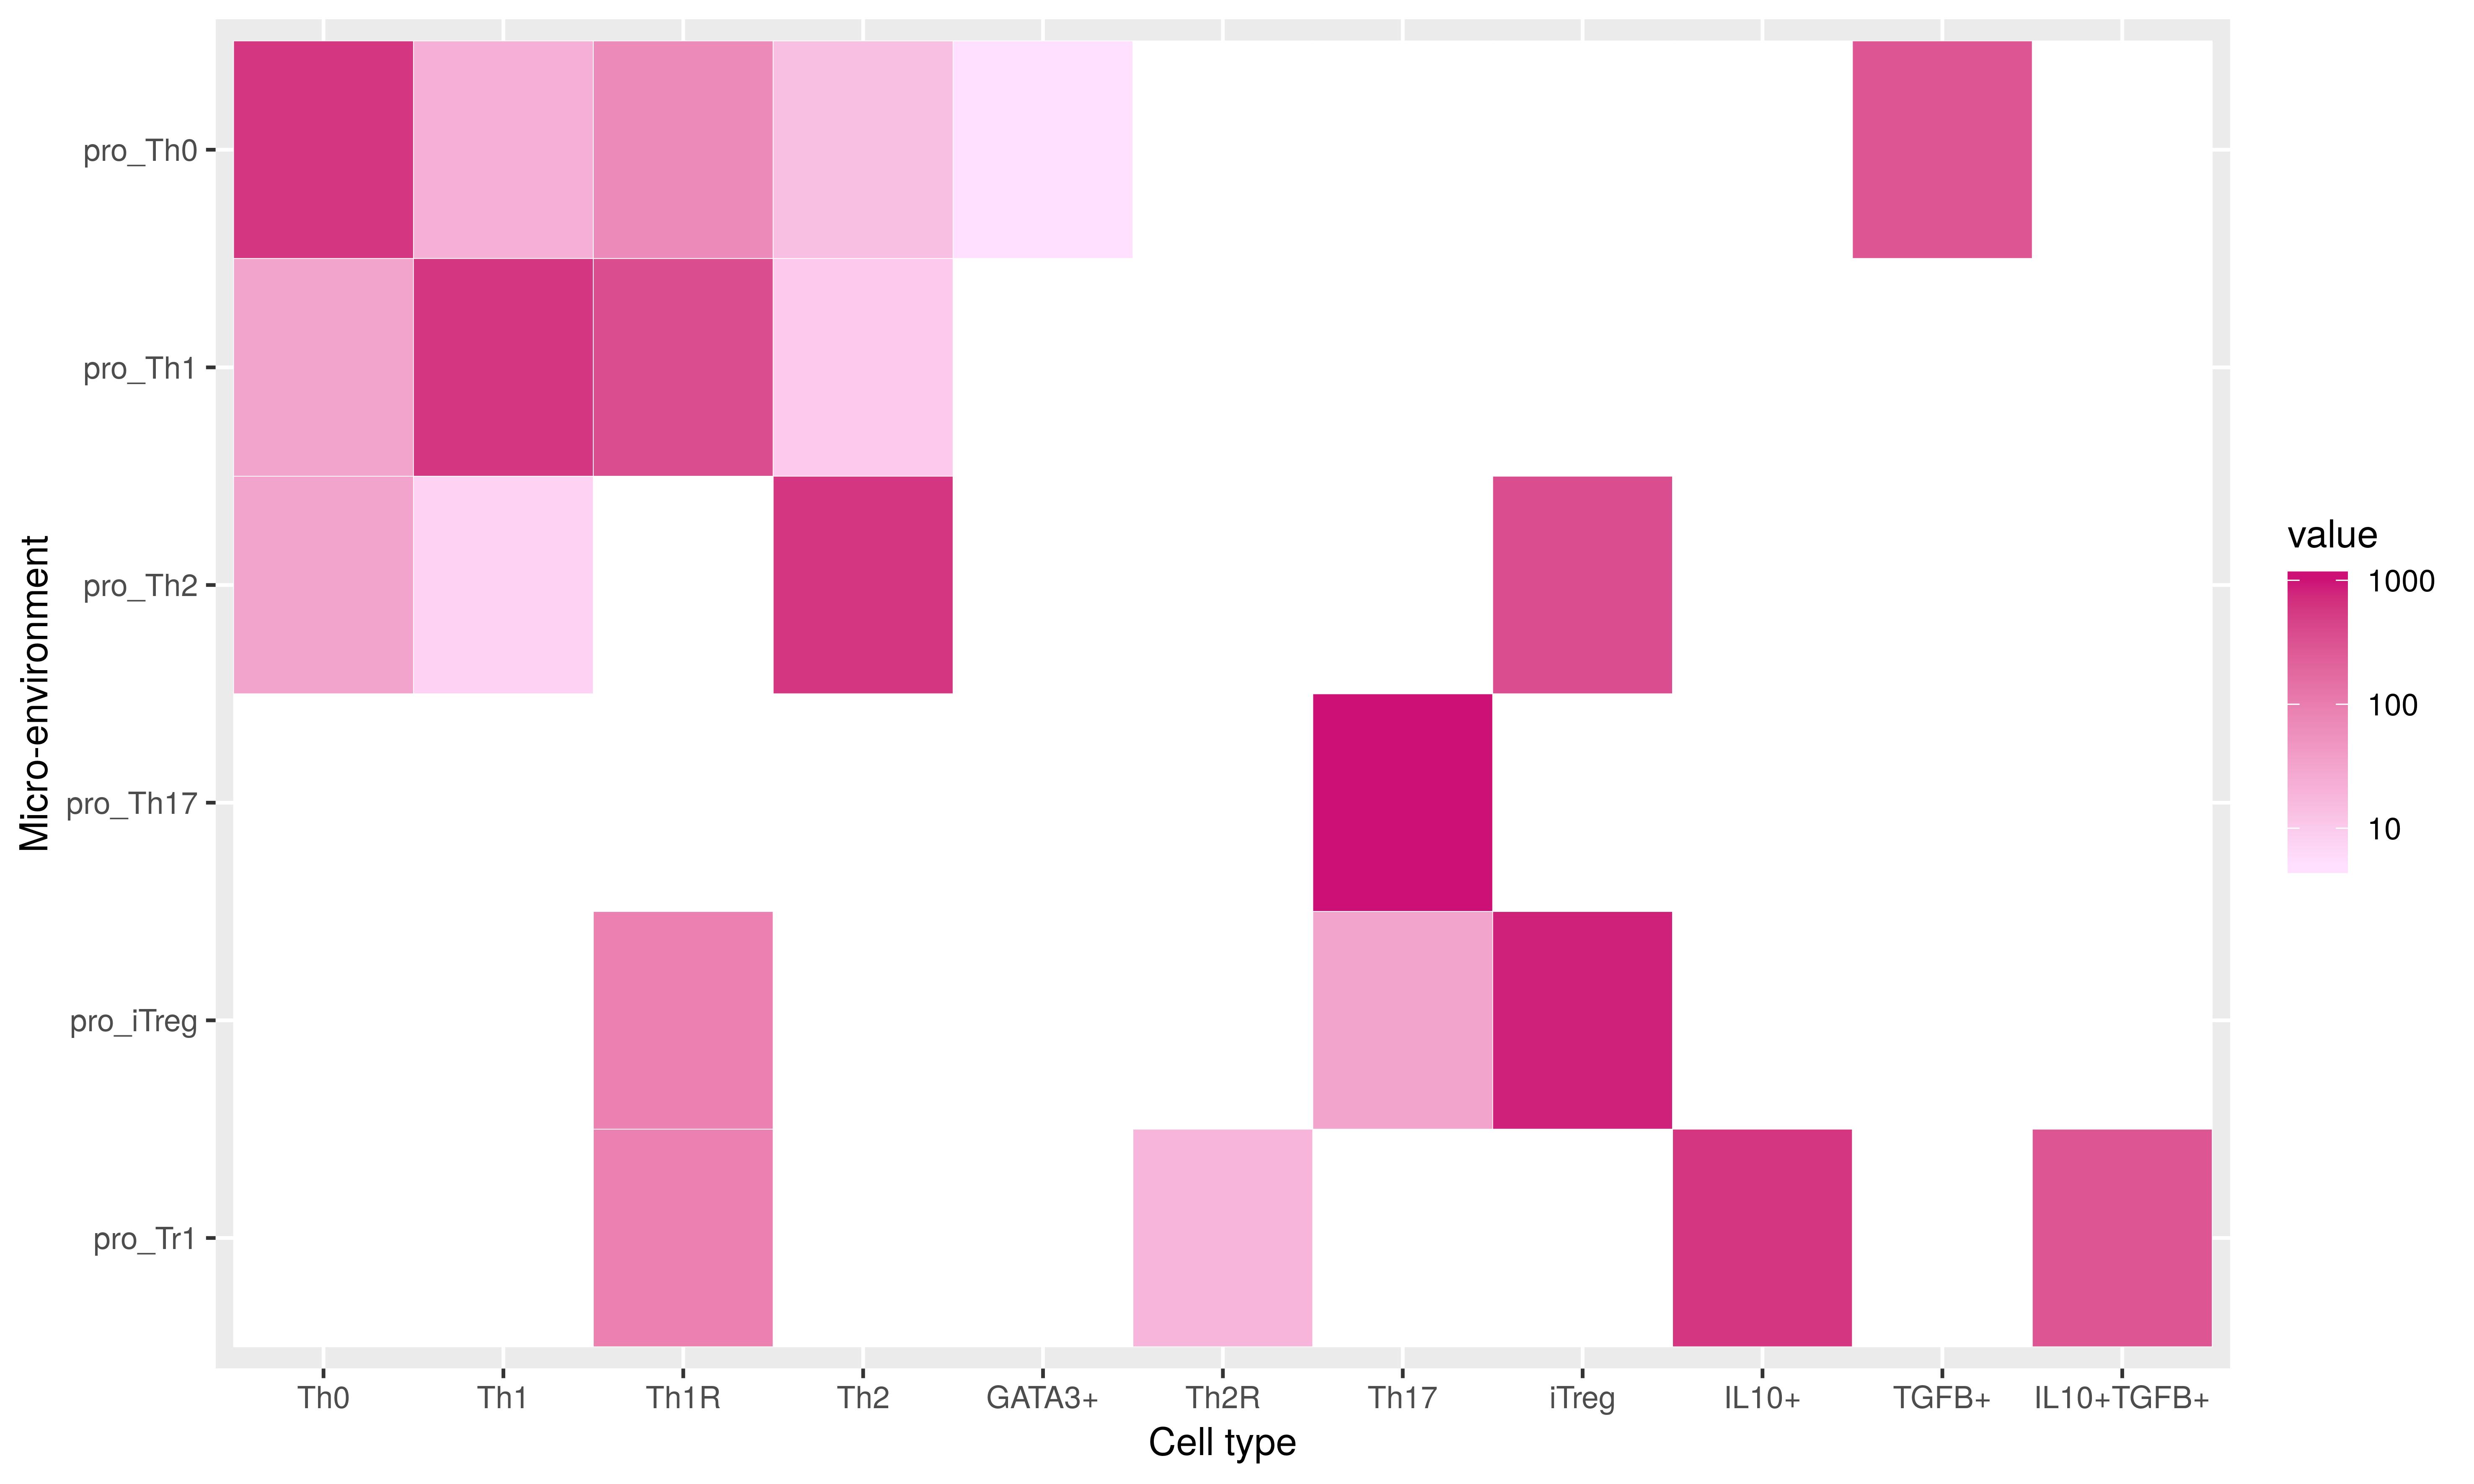 Micro-environment
pro_Th0
pro_Th1
pro_Th2
pro_Th17
pro_iTreg
pro_Tr1
Th0 Th1 Th1R Th2 GATA3+ Th2R Th17 iTreg IL10+ TGFB+ IL10+TGFB+
Cell type
value
1000
100
10